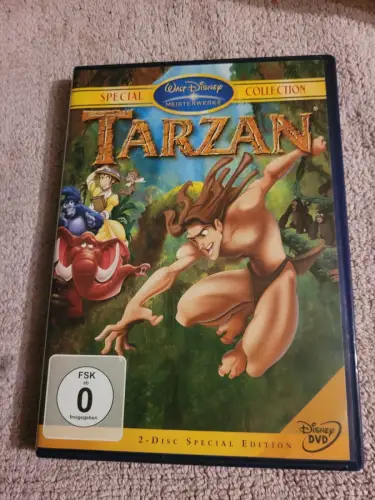 SPECIAL COLLECTION
WALT DISNEY
MEISTERWERKE
TARZAN
FSK
ab
0
freigegeben
2-DISC SPECIAL EDITION
DISNEY
DVD